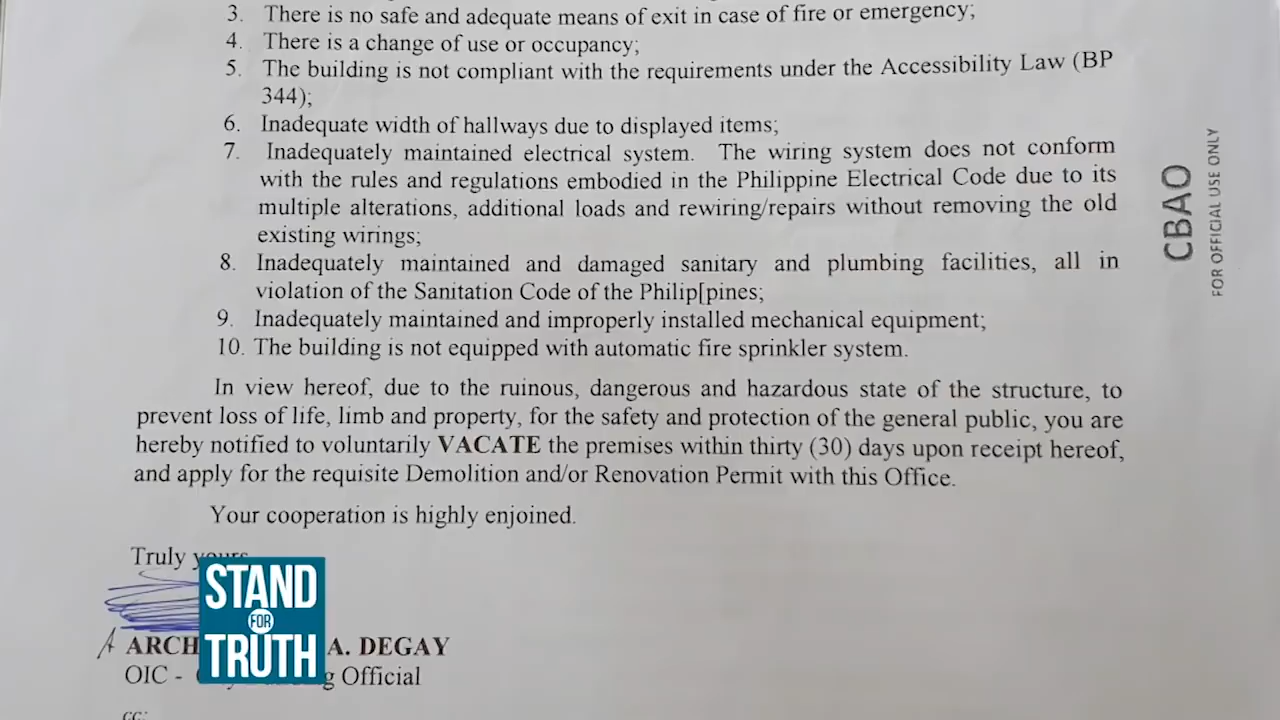 3. There is no safe and adequate means of exit in case of fire or emergency;
4. There is a change of use or occupancy;
5. The building is not compliant with the requirements under the Accessibility Law (BP
344);
6. Inadequate width of hallways due to displayed items;
7. Inadequately maintained electrical system. The wiring system does not conform
with the rules and regulations embodied in the Philippine Electrical Code due to its
multiple alterations, additional loads and rewiring/repairs without removing the old
existing wirings;
8. Inadequately maintained and damaged sanitary and plumbing facilities, all in
violation of the Sanitation Code of the Philip[pines;
9. Inadequately maintained and improperly installed mechanical equipment;
10. The building is not equipped with automatic fire sprinkler system.
In view hereof, due to the ruinous, dangerous and hazardous state of the structure, to
prevent loss of life, limb and property, for the safety and protection of the general public, you are
hereby notified to voluntarily VACATE the premises within thirty (30) days upon receipt hereof,
and apply for the requisite Demolition and/or Renovation Permit with this Office.
Your cooperation is highly enjoined.
Truly yours
ARCH A. DEGAY
OIC - Official
cc:
CBAO
FOR OFFICIAL USE ONLY
STAND
FOR
TRUTH